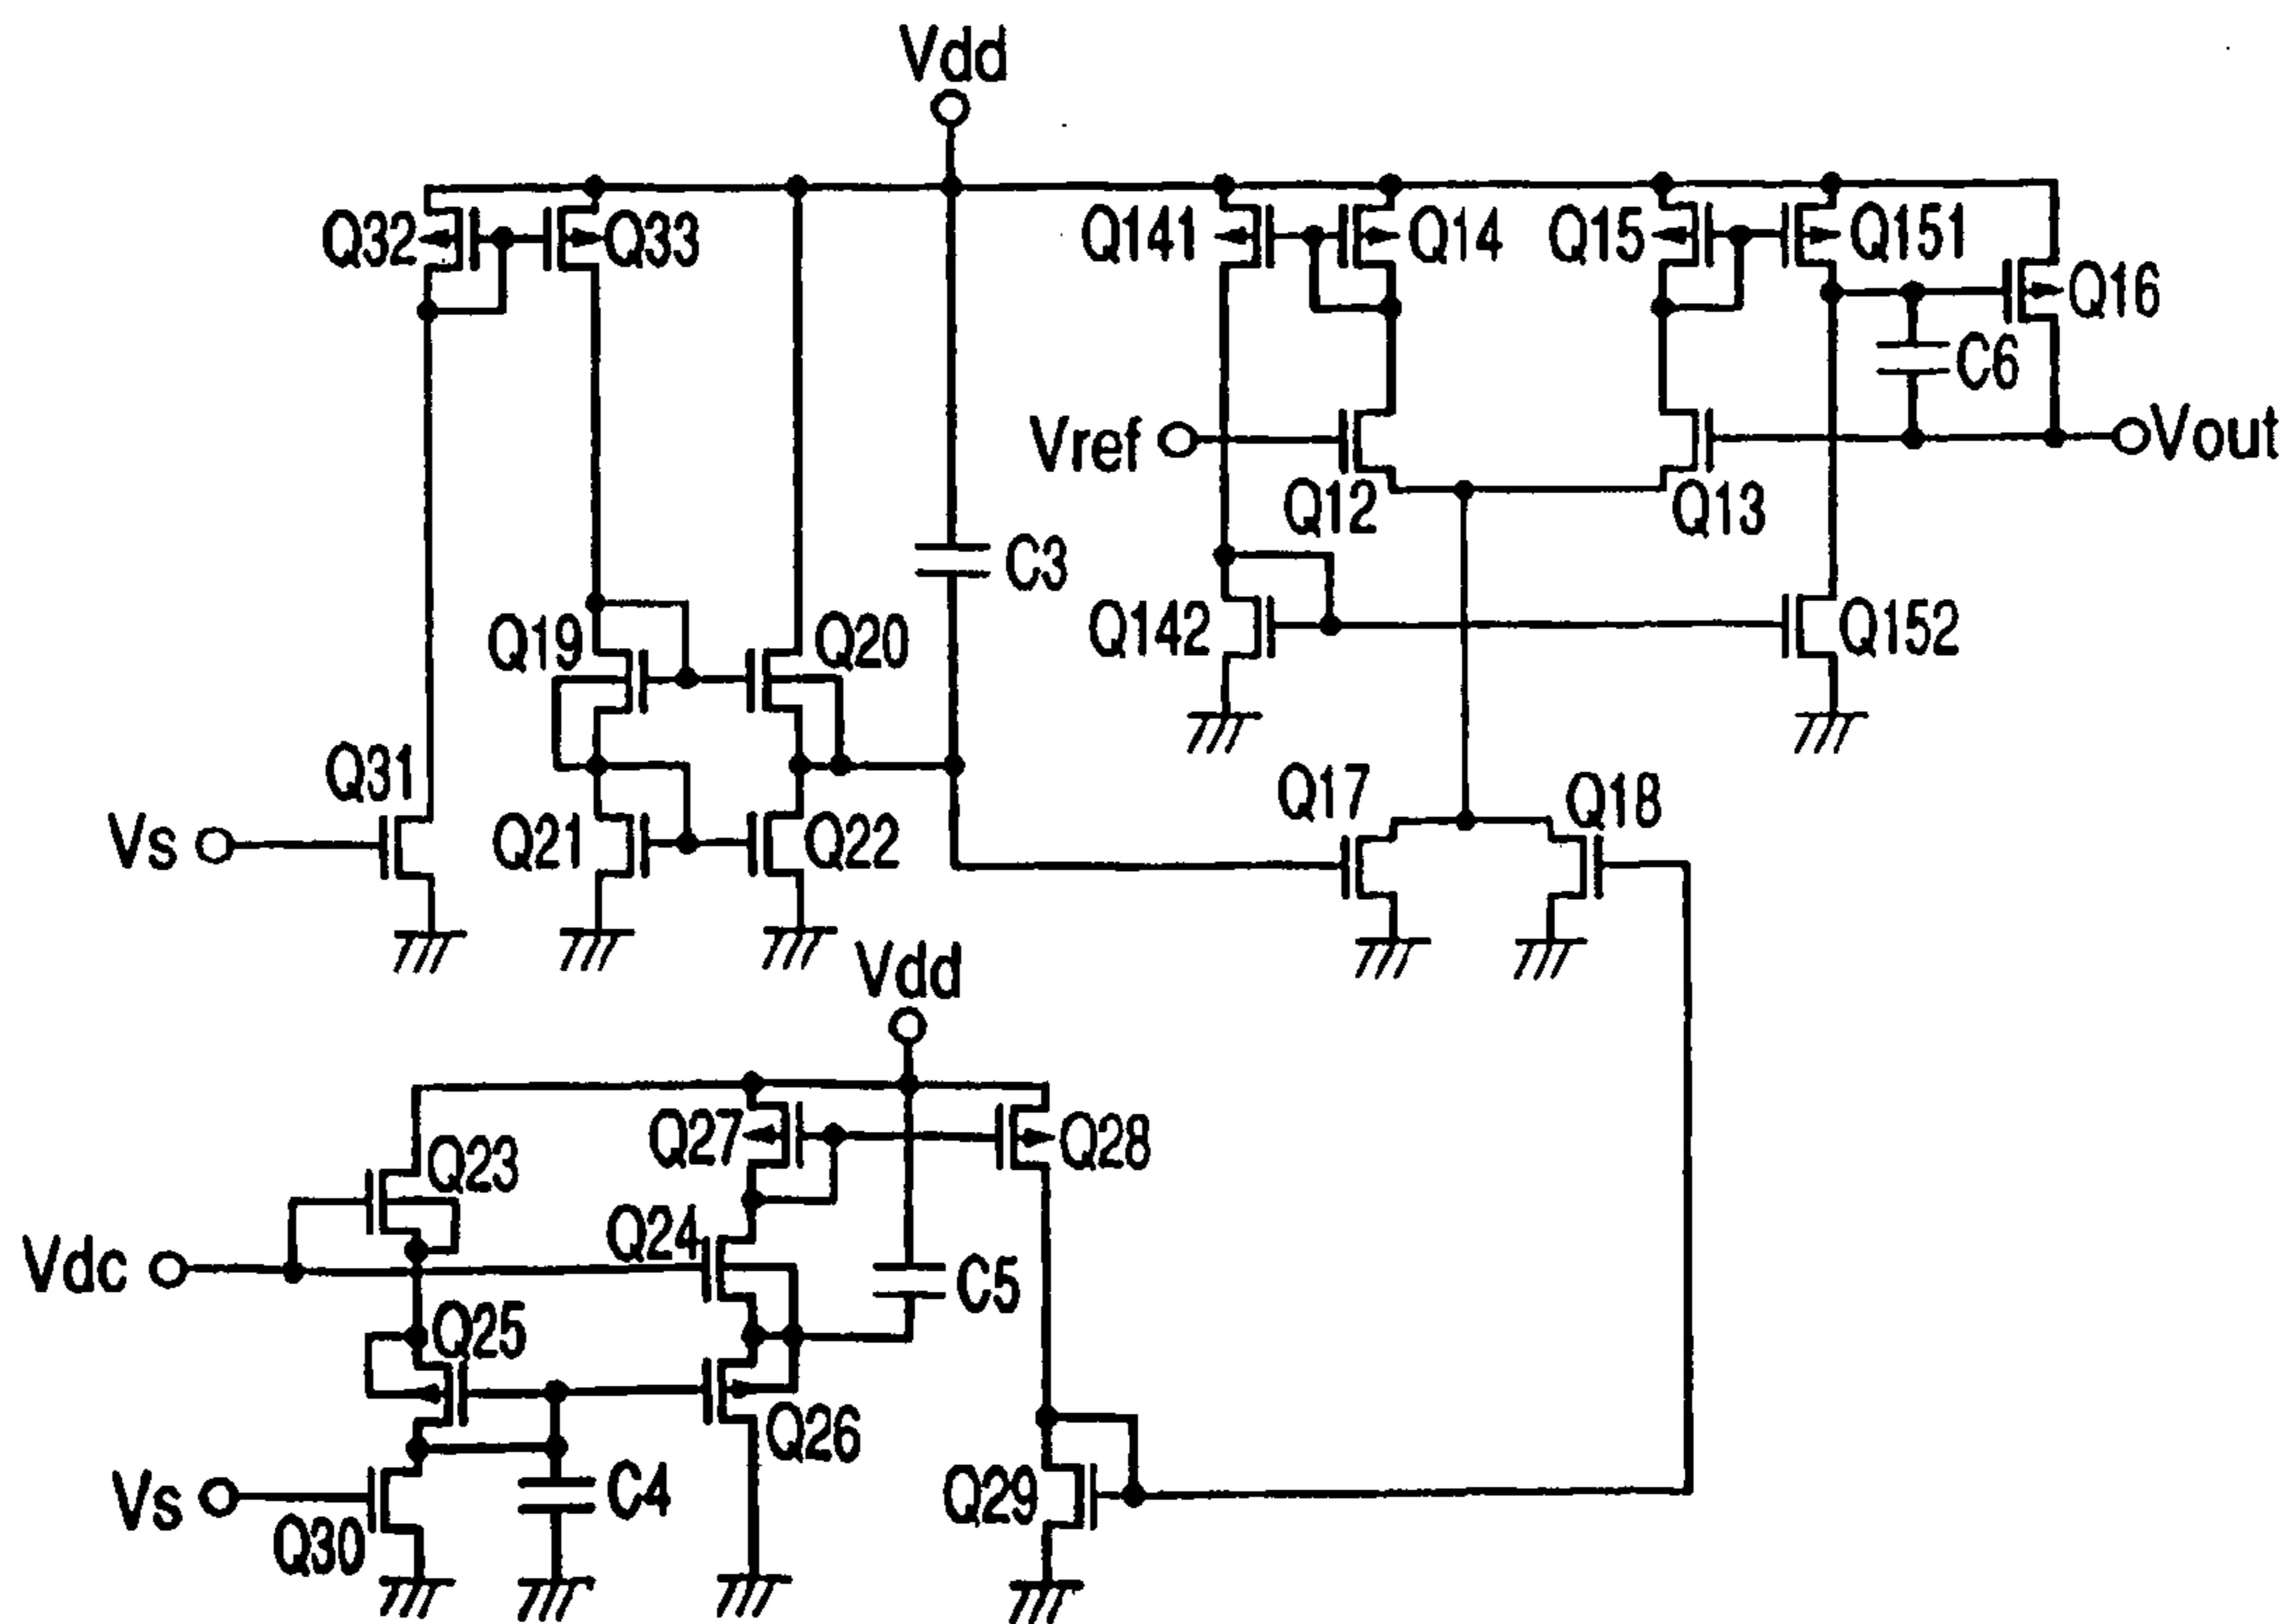 Vdd
Q32
Q33
Q141
Q14
Q15
Q151
Q16
C6
Vref
Vout
Q12
Q13
C3
Q19
Q20
Q142
Q152
Q31
Q17
Q18
Vs
Q21
Q22
Vdd
Q27
Q28
Q23
Q24
Vdc
C5
Q25
Q26
Vs
C4
Q29
Q30